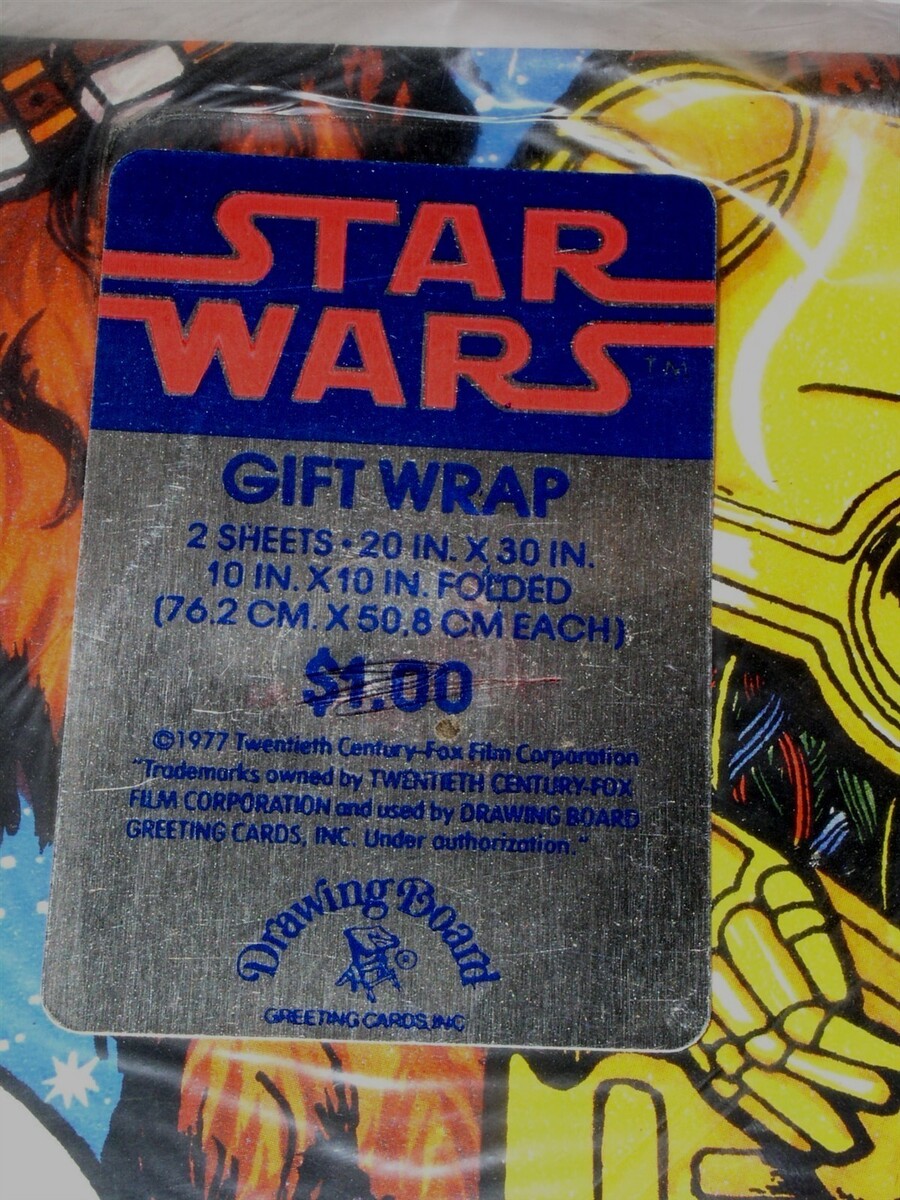 STAR
WARS
TM
GIFT WRAP
2 SHEETS • 20 IN. X 30 IN.
10 IN. X 10 IN. FOLDED
(76.2 CM. X 50.8 CM EACH)
$1.00
©1977 Twentieth Century-Fox Film Corporation
"Trademarks owned by TWENTIETH CENTURY-FOX
FILM CORPORATION and used by DRAWING BOARD
GREETING CARDS, INC. Under authorization."
Drawing Board
®
GREETING CARDS, INC